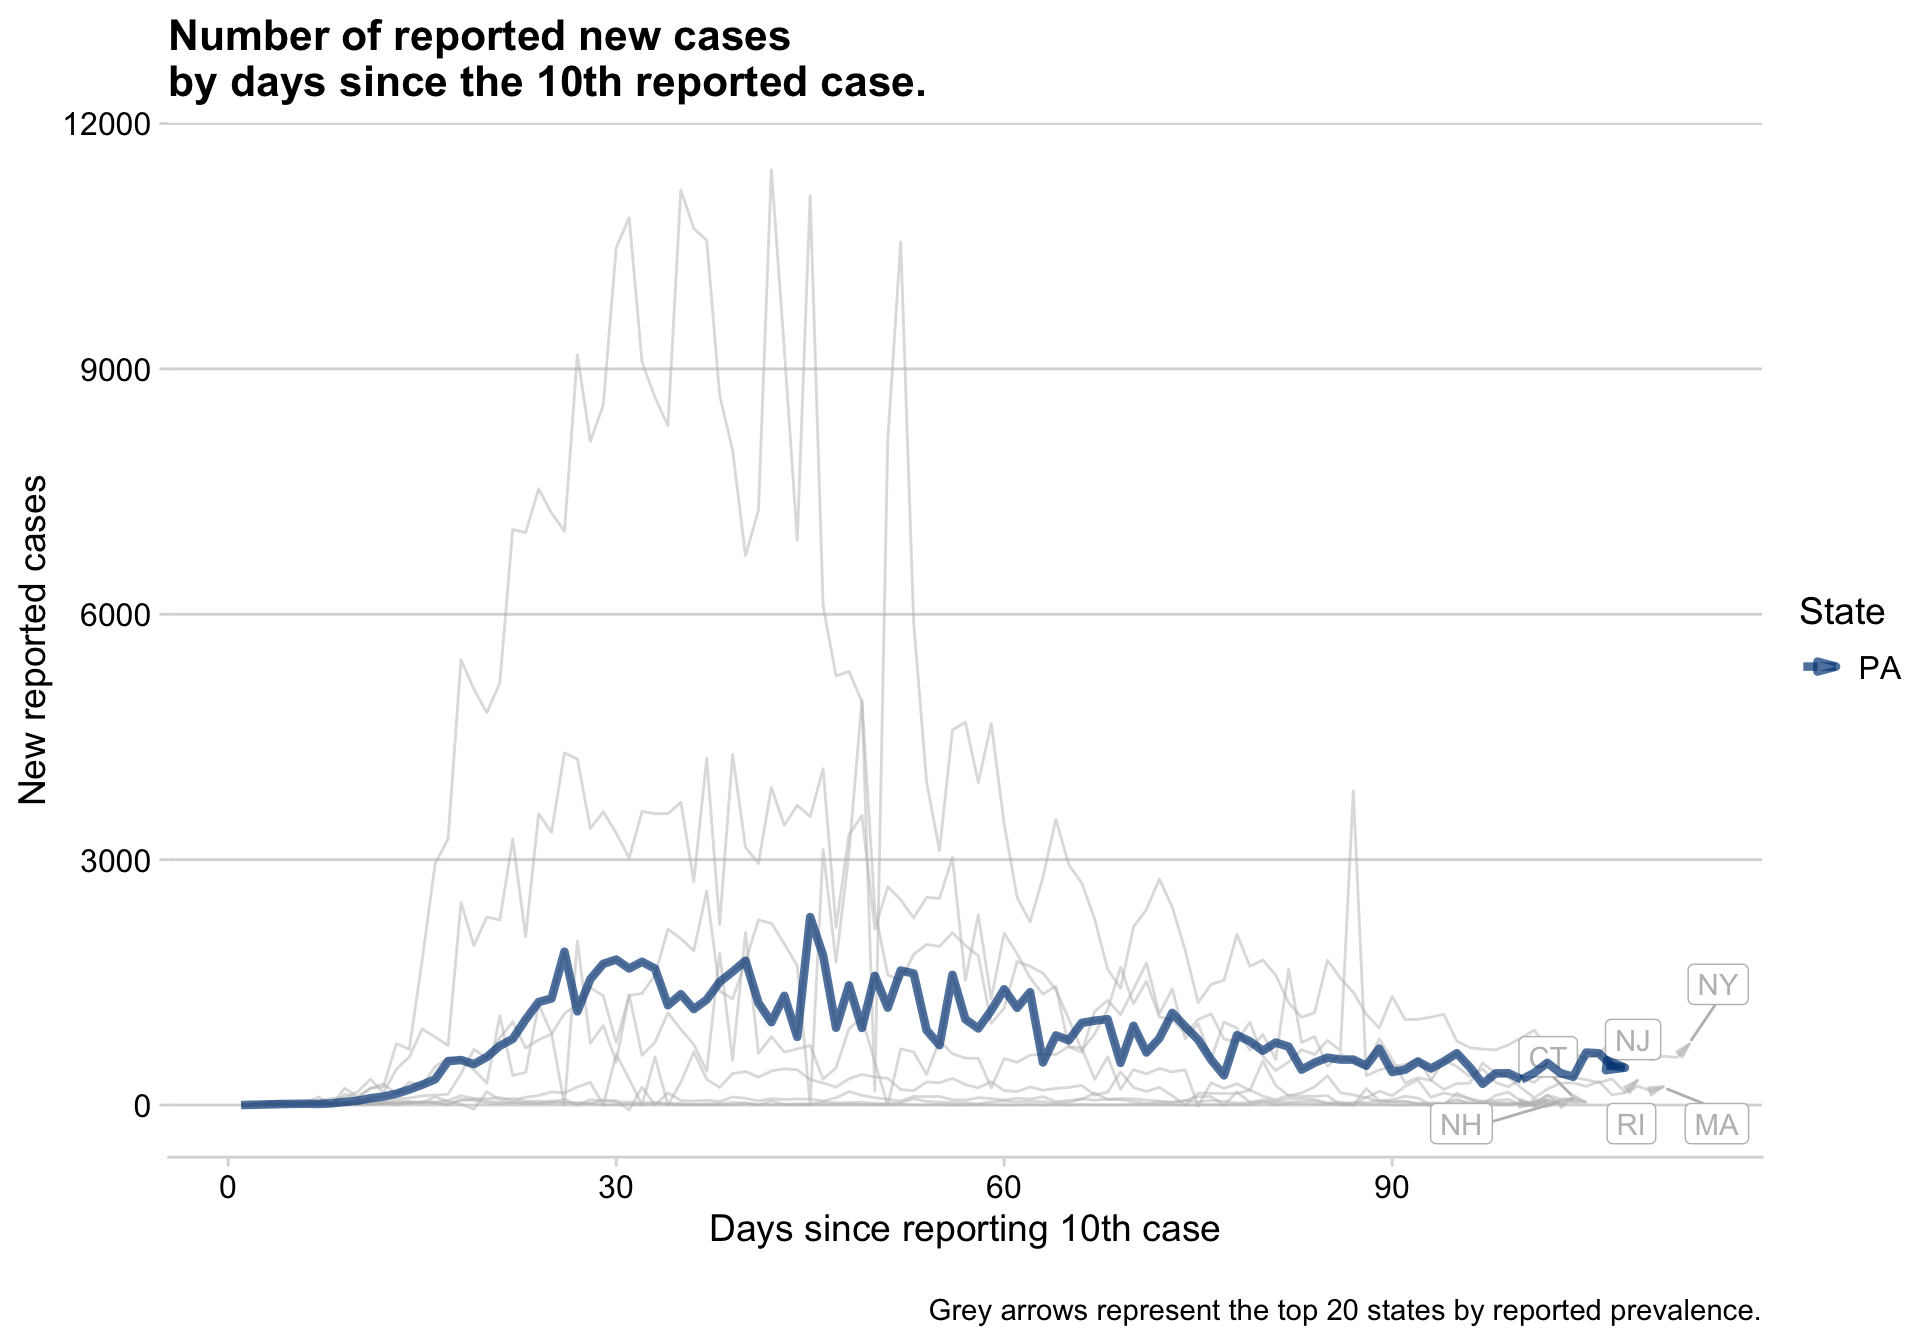 Number of reported new cases
by days since the 10th reported case.
12000
9000
6000
3000
0
New reported cases
0
30
60
90
Days since reporting 10th case
NY
NJ
CT
NH
RI
MA
State
PA
Grey arrows represent the top 20 states by reported prevalence.